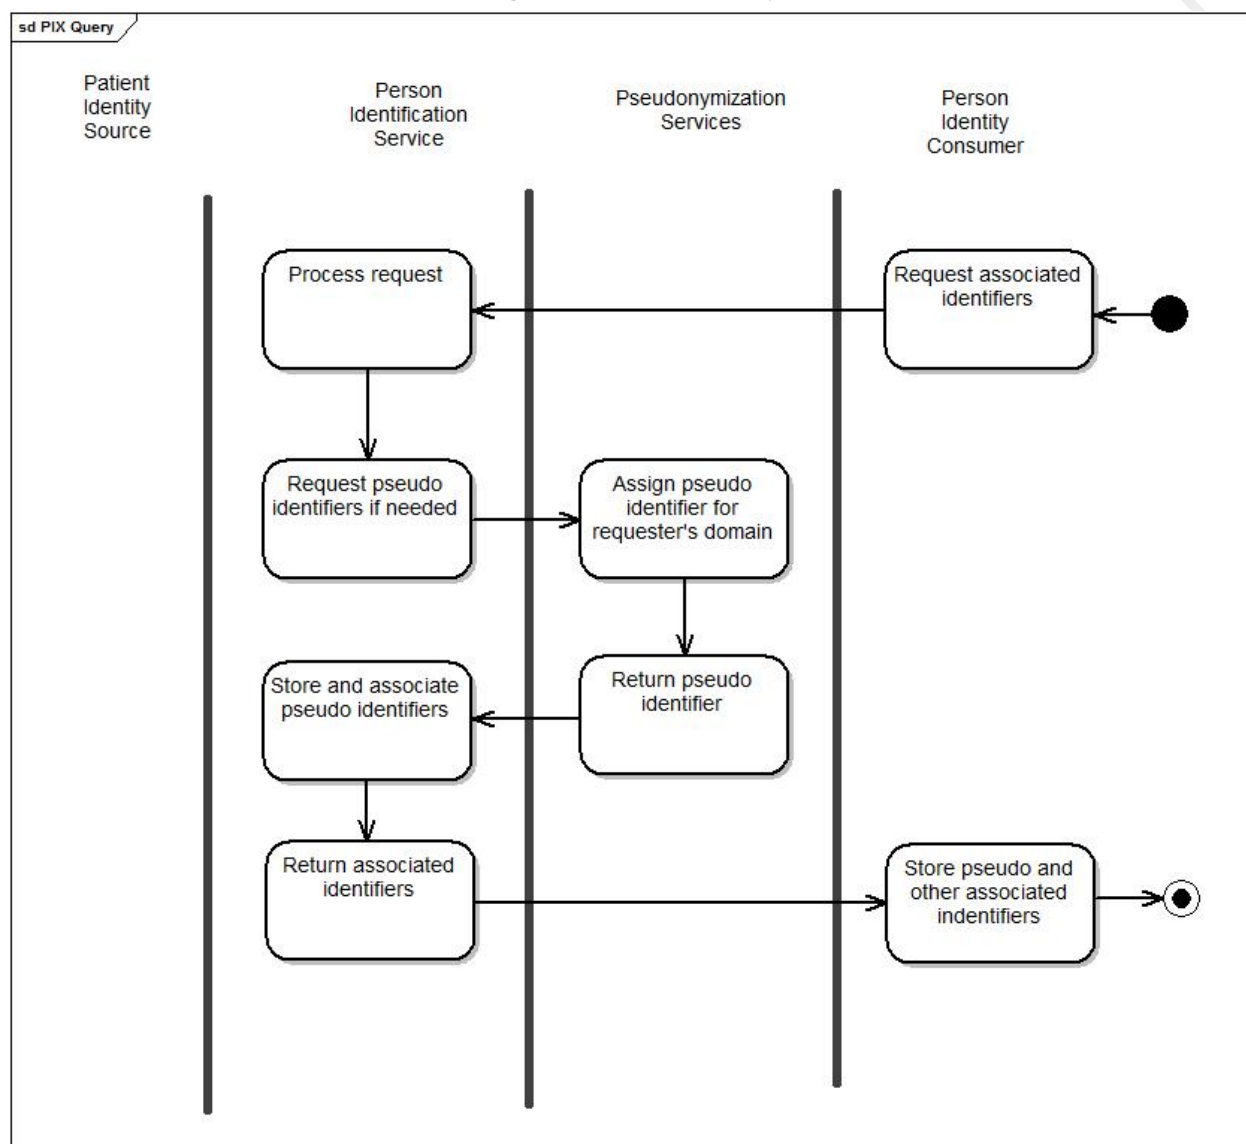 sd PIX Query
Patient
Identity
Source
Person
Identification
Service
Pseudonymization
Services
Person
Identity
Consumer
Process request
Request associated
identifiers
Request pseudo
identifiers if needed
Assign pseudo
identifier for
requester's domain
Store and associate
pseudo identifiers
Return pseudo
identifier
Return associated
identifiers
Store pseudo and
other associated
indentifiers